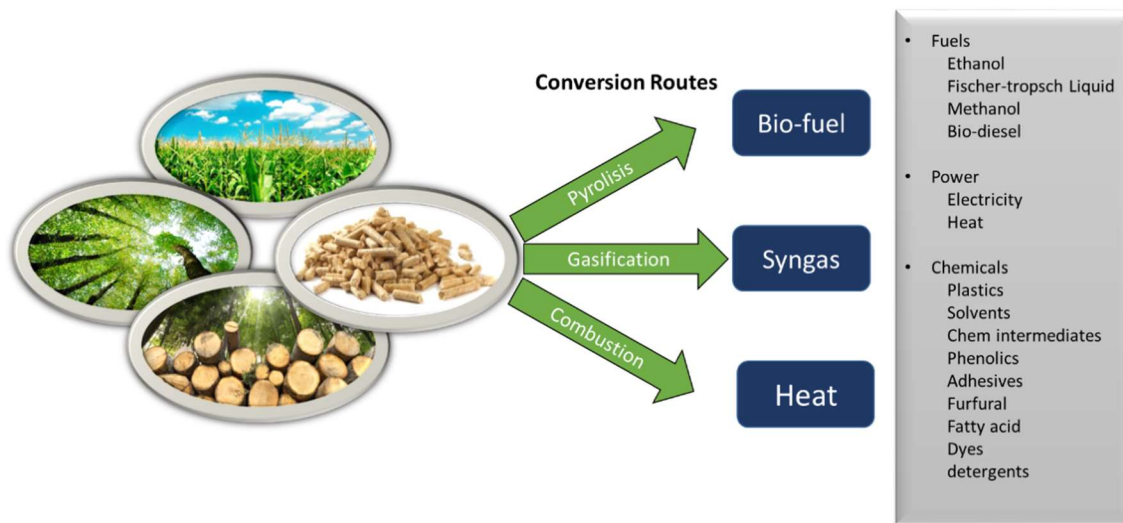 Conversion Routes
Pyrolisis
Gasification
Combustion
Bio-fuel
Syngas
Heat
• Fuels
Ethanol
Fischer-tropsch Liquid
Methanol
Bio-diesel
• Power
Electricity
Heat
• Chemicals
Plastics
Solvents
Chem intermediates
Phenolics
Adhesives
Furfural
Fatty acid
Dyes
detergents